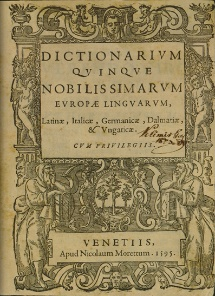 DICTIONARIVM
QVINQVE
NOBILISSIMARVM
EVROPÆ LINGVARVM,
Latinæ, Italicæ, Germanicæ, Dalmatiæ,
& Vngaricæ.
CVM PRIVILEGIIS.
VENETIIS,
Apud Nicolaum Morettum. 1595.